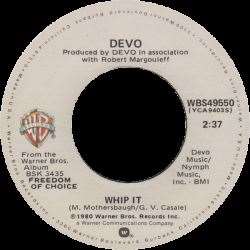 DEVO
Produced by DEVO in association
with Robert Margouleff
WBS49550
(YCA9403S)
2:37
From the
Warner Bros.
Album
BSK 3435
FREEDOM
OF CHOICE
Devo
Music/
Nymph
Music,
Inc. - BMI
WHIP IT
(M. Mothersbaugh/G. V. Casale)
©1980 Warner Bros. Records Inc.
a Warner Communications Company